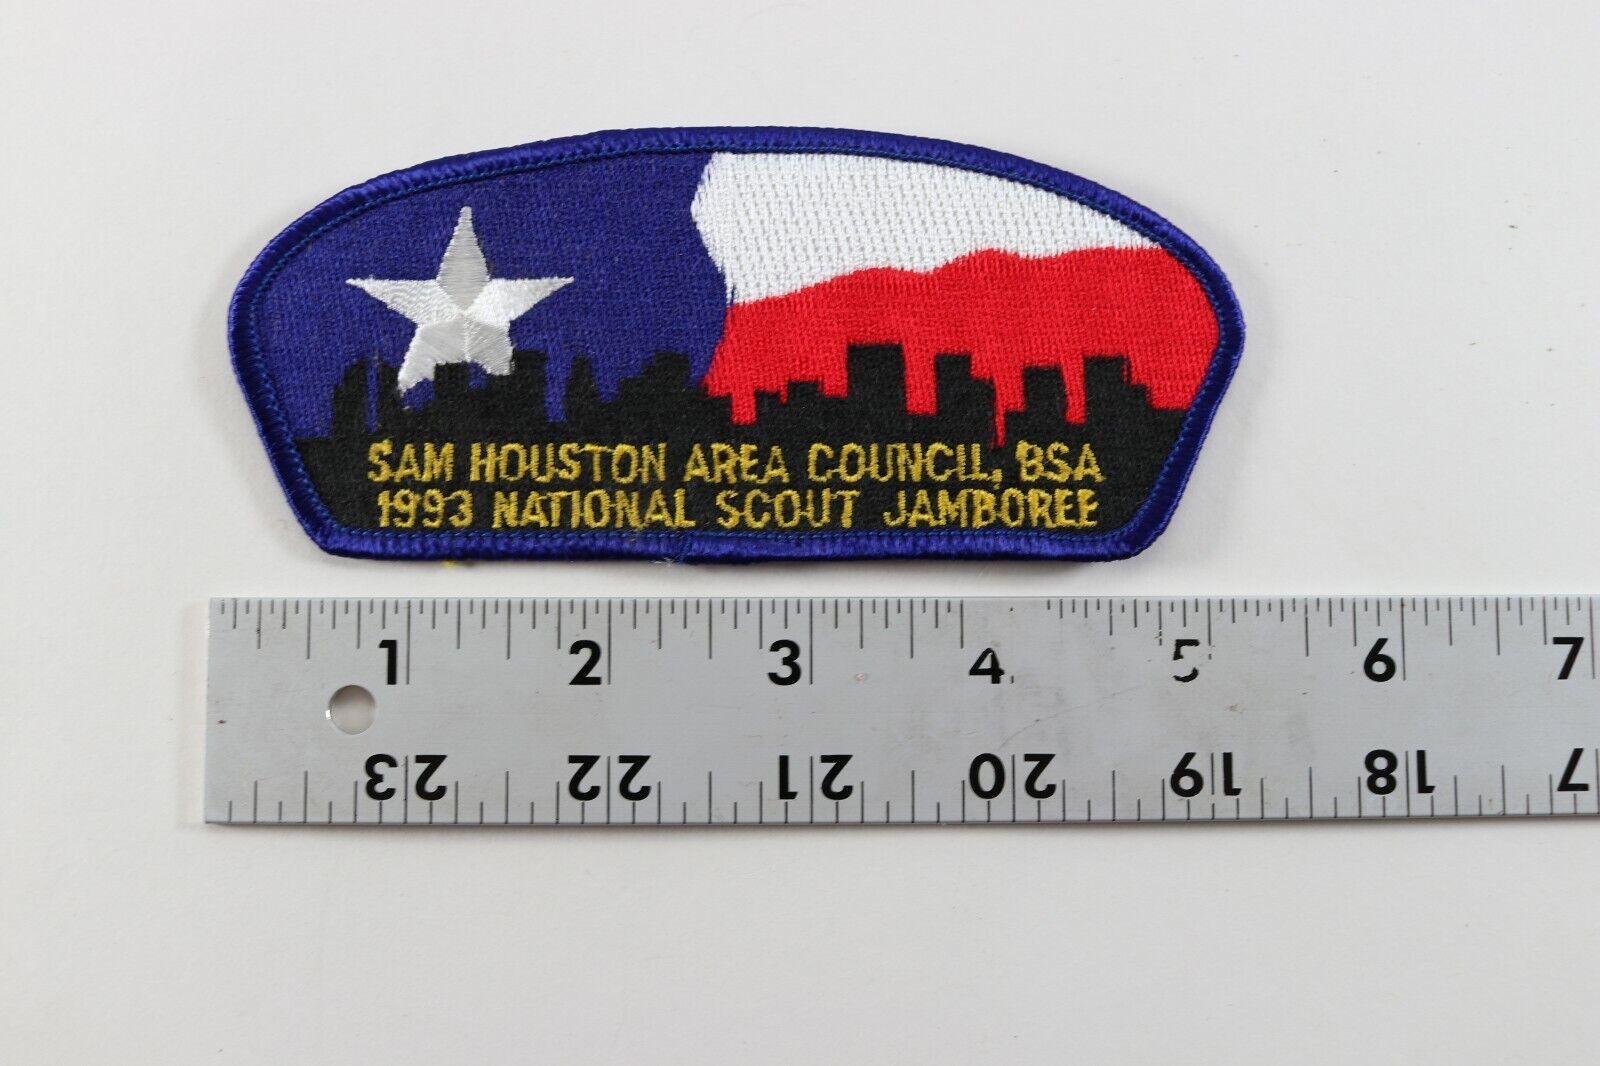 SAM HOUSTON AREA COUNCIL, BSA
1993 NATIONAL SCOUT JAMBOREE
1 2 3 4 5 6 7
23 22 21 20 19 18 17